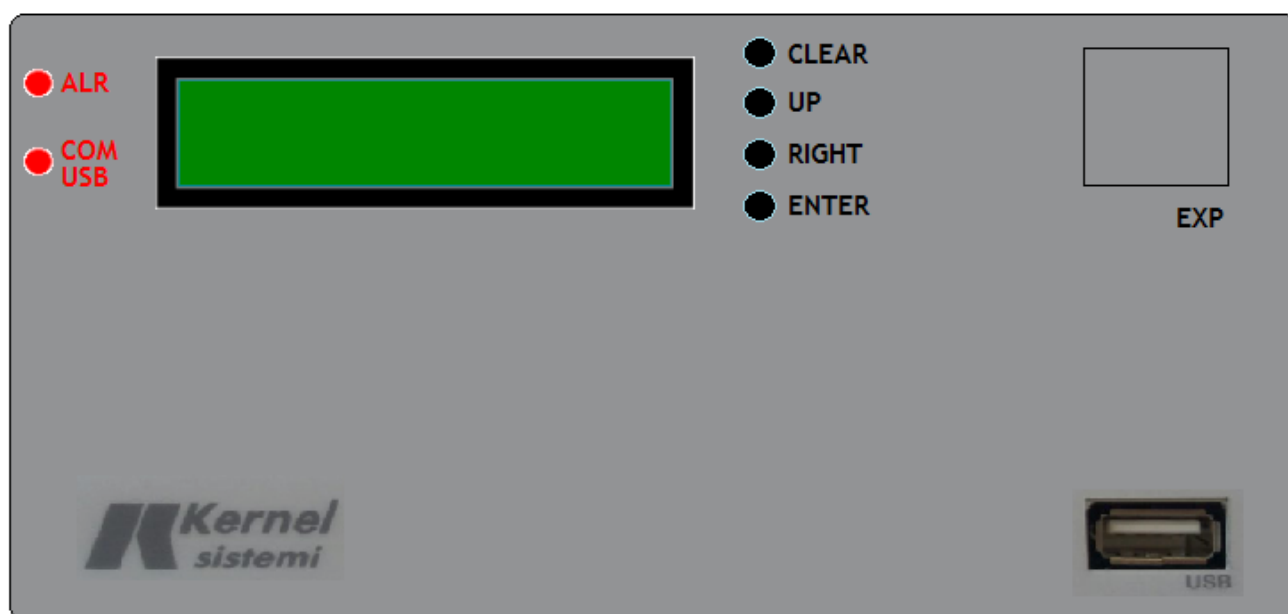 ALR
COM
USB
CLEAR
UP
RIGHT
ENTER
EXP
Kernel
sistemi
USB